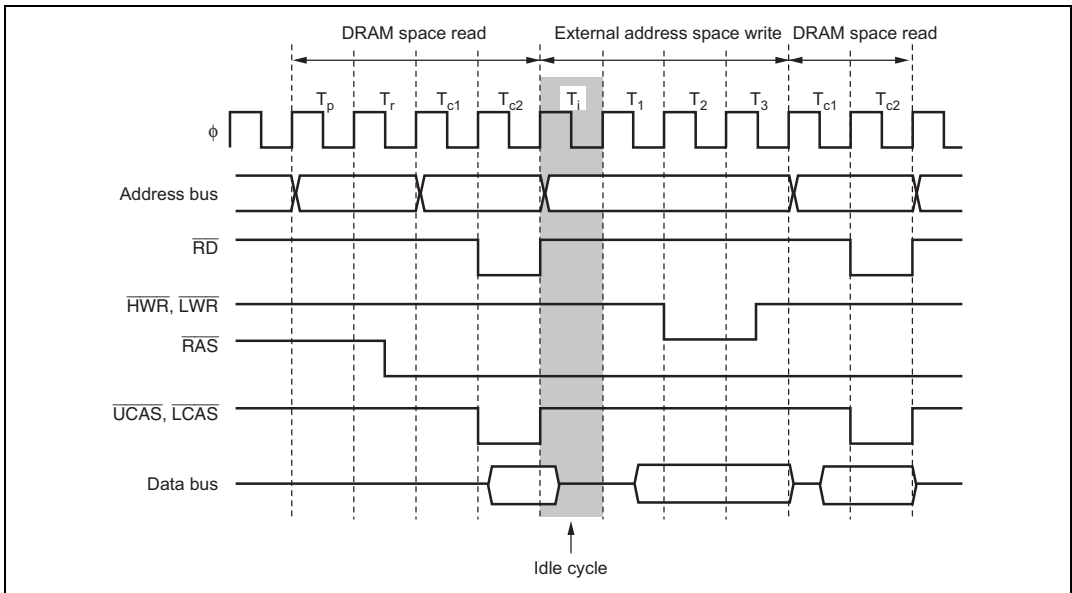 DRAM space read External address space write DRAM space read
Tp Tr Tc1 Tc2 Ti T1 T2 T3 Tc1 Tc2
ϕ
Address bus
RD
HWR, LWR
RAS
UCAS, LCAS
Data bus
Idle cycle